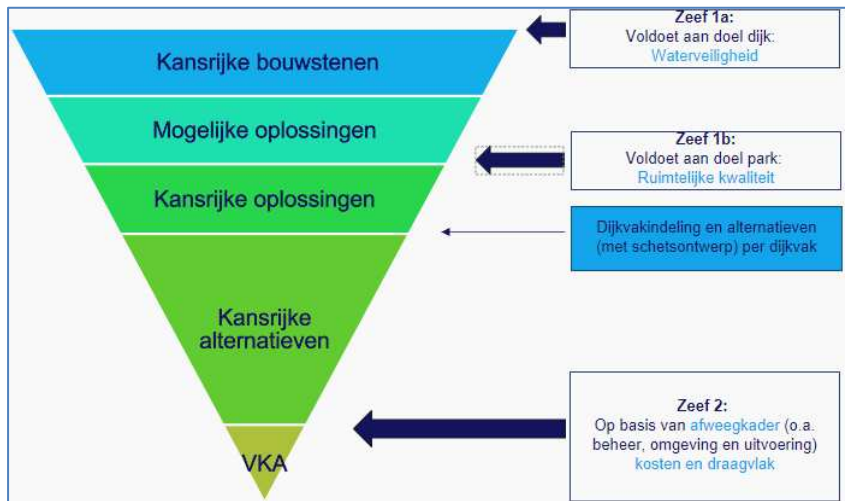 Kansrijke bouwstenen
Mogelijke oplossingen
Kansrijke oplossingen
Kansrijke
alternatieven
VKA
Zeef 1a:
Voldoet aan doel dijk:
Waterveiligheid
Zeef 1b:
Voldoet aan doel park:
Ruimtelijke kwaliteit
Dijkvakindeling en alternatieven
(met schetsontwerp) per dijkvak
Zeef 2:
Op basis van afweegkader (o.a.
beheer, omgeving en uitvoering)
kosten en draagvlak